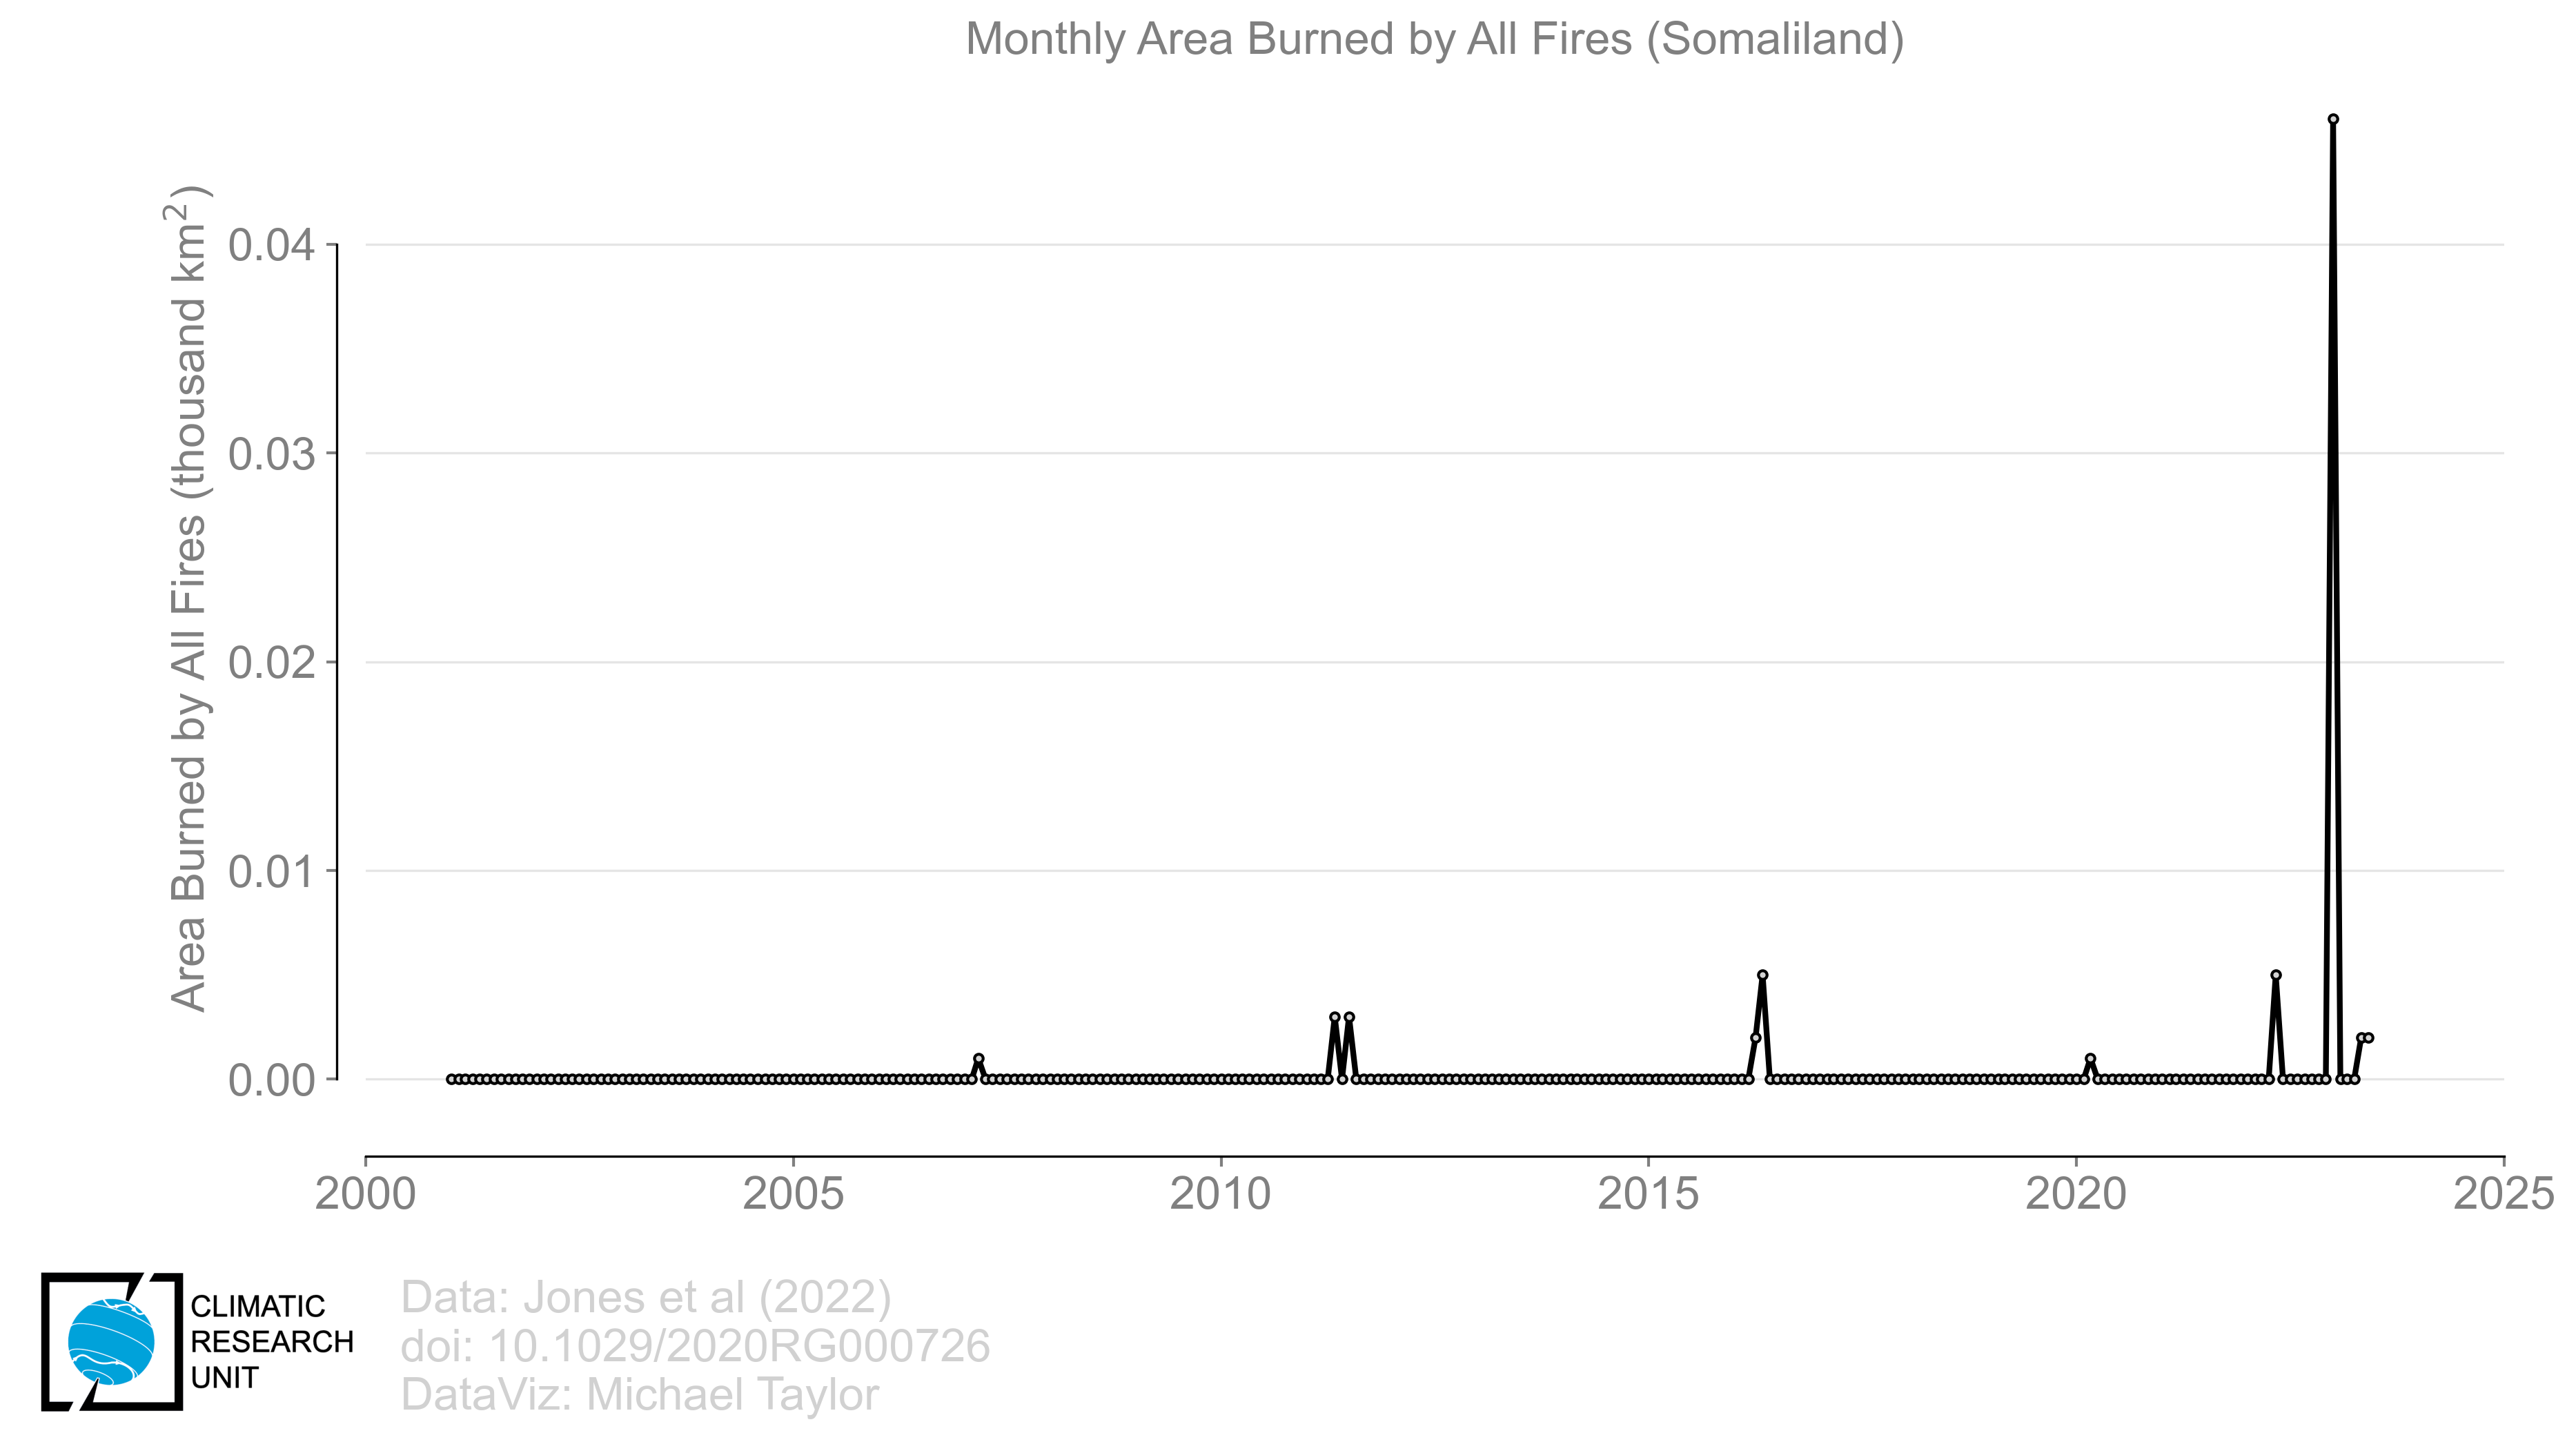 Monthly Area Burned by All Fires (Somaliland)
Area Burned by All Fires (thousand km²)
0.04
0.03
0.02
0.01
0.00
2000 2005 2010 2015 2020 2025
CLIMATIC
RESEARCH
UNIT
Data: Jones et al (2022)
doi: 10.1029/2020RG000726
DataViz: Michael Taylor